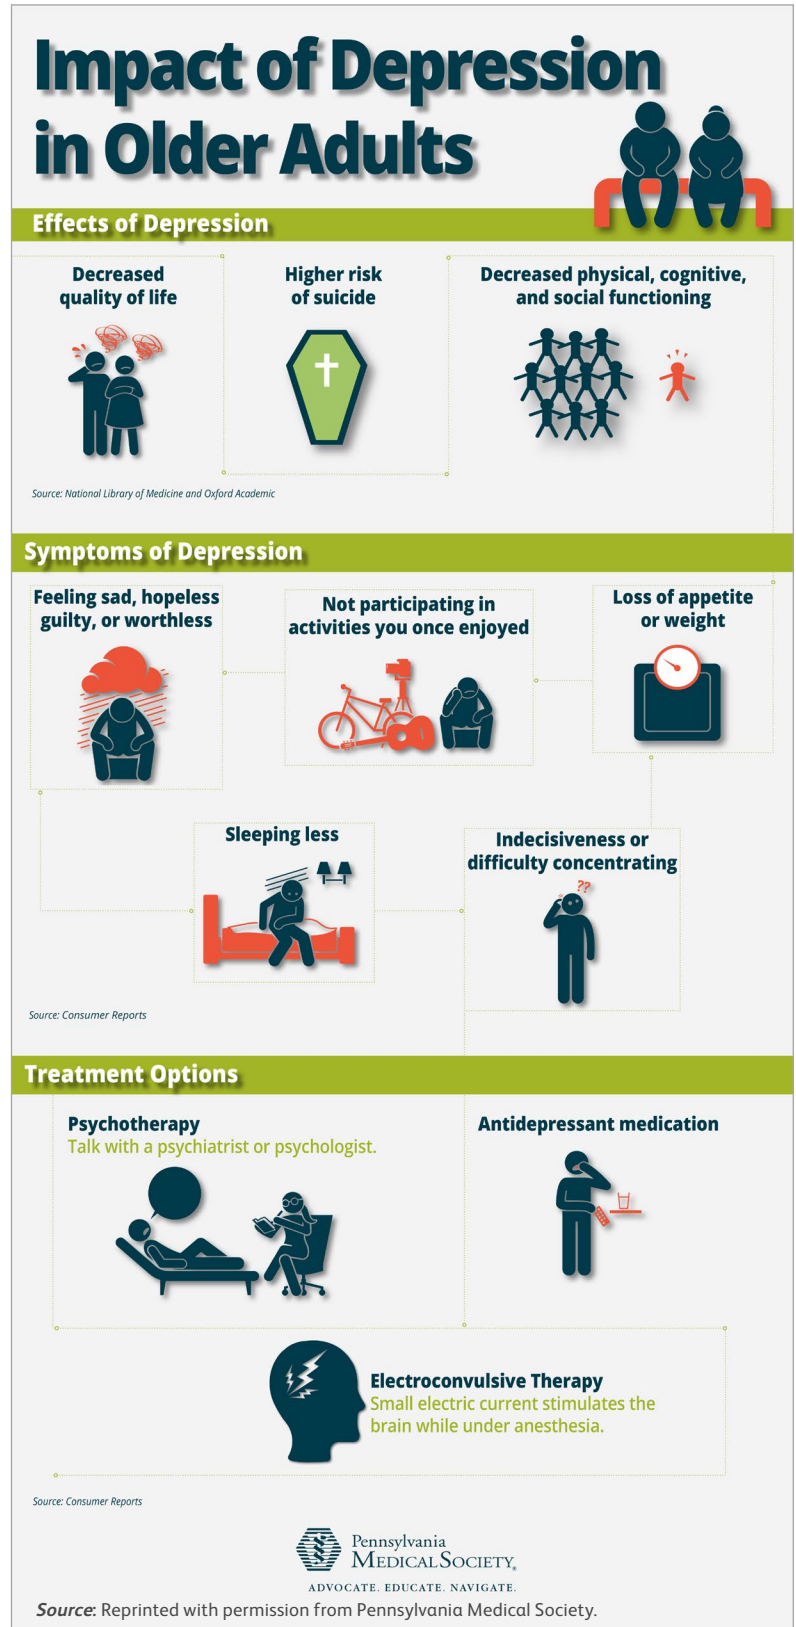 Impact of Depression
in Older Adults
Effects of Depression
Decreased
quality of life
Higher risk
of suicide
Decreased physical, cognitive,
and social functioning
Source: National Library of Medicine and Oxford Academic
Symptoms of Depression
Feeling sad, hopeless
guilty, or worthless
Not participating in
activities you once enjoyed
Loss of appetite
or weight
Sleeping less
Indecisiveness or
difficulty concentrating
??
Source: Consumer Reports
Treatment Options
Psychotherapy
Talk with a psychiatrist or psychologist.
Antidepressant medication
Electroconvulsive Therapy
Small electric current stimulates the
brain while under anesthesia.
Source: Consumer Reports
Pennsylvania
MEDICAL SOCIETY®
ADVOCATE. EDUCATE. NAVIGATE.
Source: Reprinted with permission from Pennsylvania Medical Society.